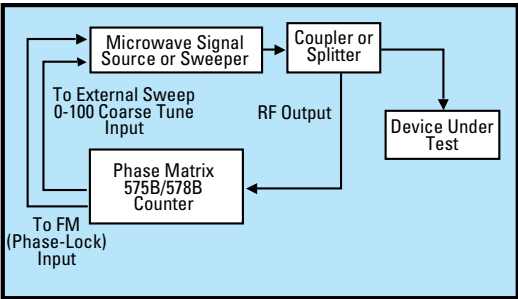 Microwave Signal
Source or Sweeper
Coupler or
Splitter
To External Sweep
0-100 Coarse Tune
Input
RF Output
Device Under
Test
Phase Matrix
575B/578B
Counter
To FM
(Phase-Lock)
Input